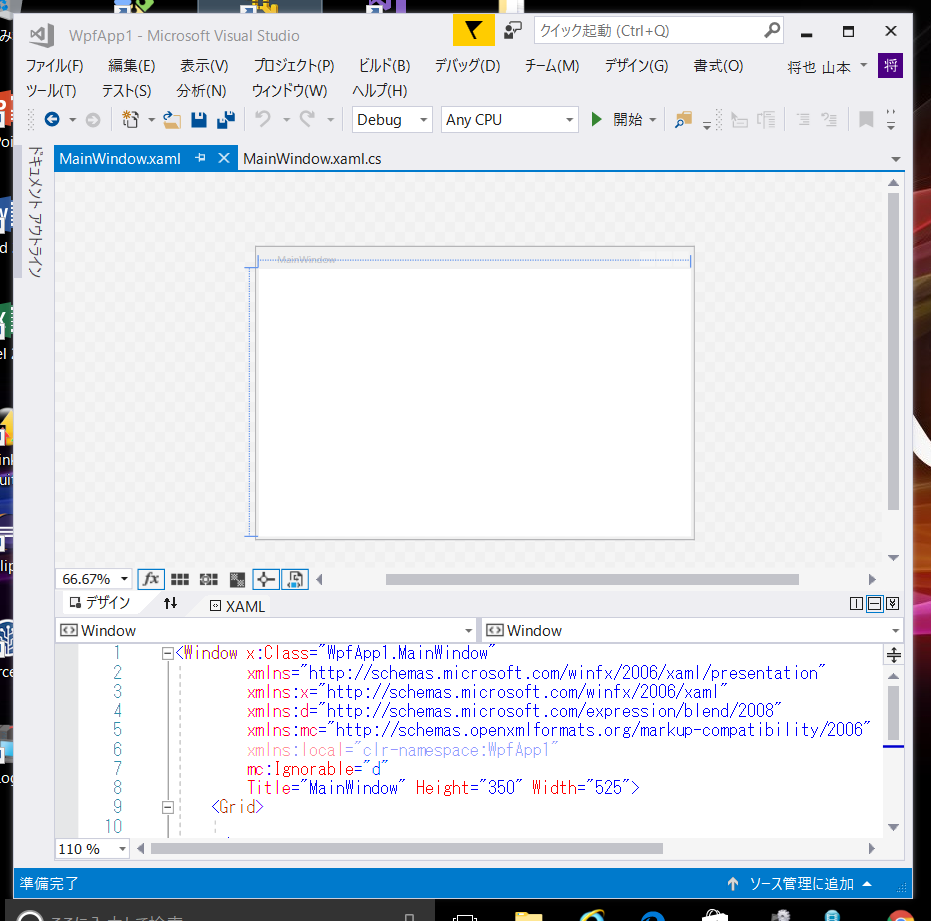 WpfApp1 - Microsoft Visual Studio
クイック起動 (Ctrl+Q)
ファイル(F) 編集(E) 表示(V) プロジェクト(P) ビルド(B) デバッグ(D) チーム(M) デザイン(G) 書式(O) 将也 山本 将
ツール(T) テスト(S) 分析(N) ウィンドウ(W) ヘルプ(H)
Debug Any CPU 開始
ドキュメント アウトライン
MainWindow.xaml MainWindow.xaml.cs
MainWindow
66.67% fx
デザイン XAML
Window Window
1 <Window x:Class="WpfApp1.MainWindow"
2 xmlns="http://schemas.microsoft.com/winfx/2006/xaml/presentation"
3 xmlns:x="http://schemas.microsoft.com/winfx/2006/xaml"
4 xmlns:d="http://schemas.microsoft.com/expression/blend/2008"
5 xmlns:mc="http://schemas.openxmlformats.org/markup-compatibility/2006"
6 xmlns:local="clr-namespace:WpfApp1"
7 mc:Ignorable="d"
8 Title="MainWindow" Height="350" Width="525">
9 <Grid>
10
110 %
準備完了 ソース管理に追加